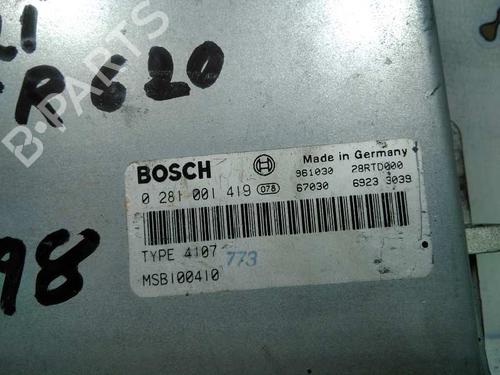 R 620
BOSCH
Made in Germany
961030 28RTD000
0 281 001 419 078 67030 6923 3039
TYPE 4107
773
MSB100410
98
B-PARTS